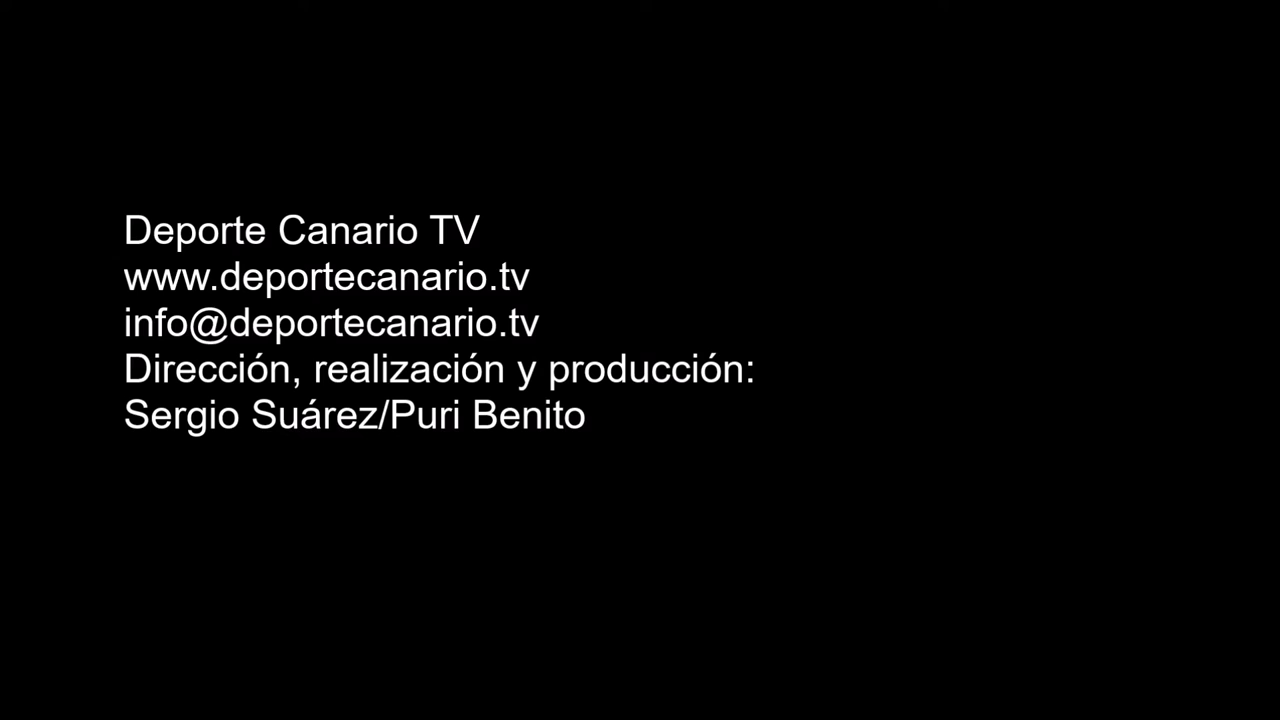 Deporte Canario TV
www.deportecanario.tv
info@deportecanario.tv
Dirección, realización y producción:
Sergio Suárez/Puri Benito